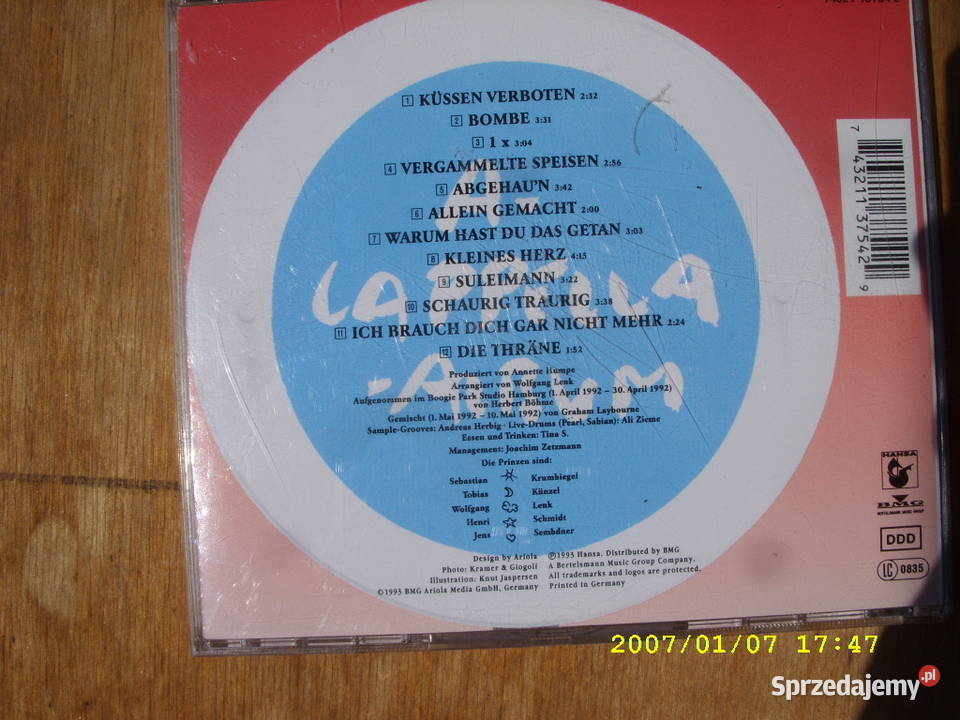 1 KÜSSEN VERBOTEN 2:32
2 BOMBE 3:31
3 1 x 3:04
4 VERGAMMELTE SPEISEN 2:56
5 ABGEHAU'N 3:42
6 ALLEIN GEMACHT 2:00
7 WARUM HAST DU DAS GETAN 3:03
8 KLEINES HERZ 4:15
9 SULEIMANN 3:22
10 SCHAURIG TRAURIG 3:38
11 ICH BRAUCH DICH GAR NICHT MEHR 2:24
12 DIE THRÄNE 1:52
A-
CAPPELLA
-ALBUM
Produziert von Annette Humpe
Arrangiert von Wolfgang Lenk
Aufgenommen im Boogie Park Studio Hamburg (1. April 1992 – 30. April 1992)
von Herbert Böhme
Gemischt (1. Mai 1992 – 10. Mai 1992) von Graham Laybourne
Sample-Grooves: Andreas Herbig · Live-Drums (Pearl, Sabian): Ali Zieme
Essen und Trinken: Tina S.
Management: Joachim Zetzmann
Die Prinzen sind:
Sebastian Krumbiegel
Tobias Künzel
Wolfgang Lenk
Henri Schmidt
Jens Sembdner
Design by Ariola
Photo: Kramer & Giogoli
Illustration: Knut Jaspersen
©1993 BMG Ariola Media GmbH, Germany
℗1993 Hansa. Distributed by BMG
A Bertelsmann Music Group Company.
All trademarks and logos are protected.
Printed in Germany
7 43211 37542 9
HANSA
BMG
BERTELSMANN MUSIC GROUP
DDD
LC 0835
2007/01/07 17:47
Sprzedajemy.pl